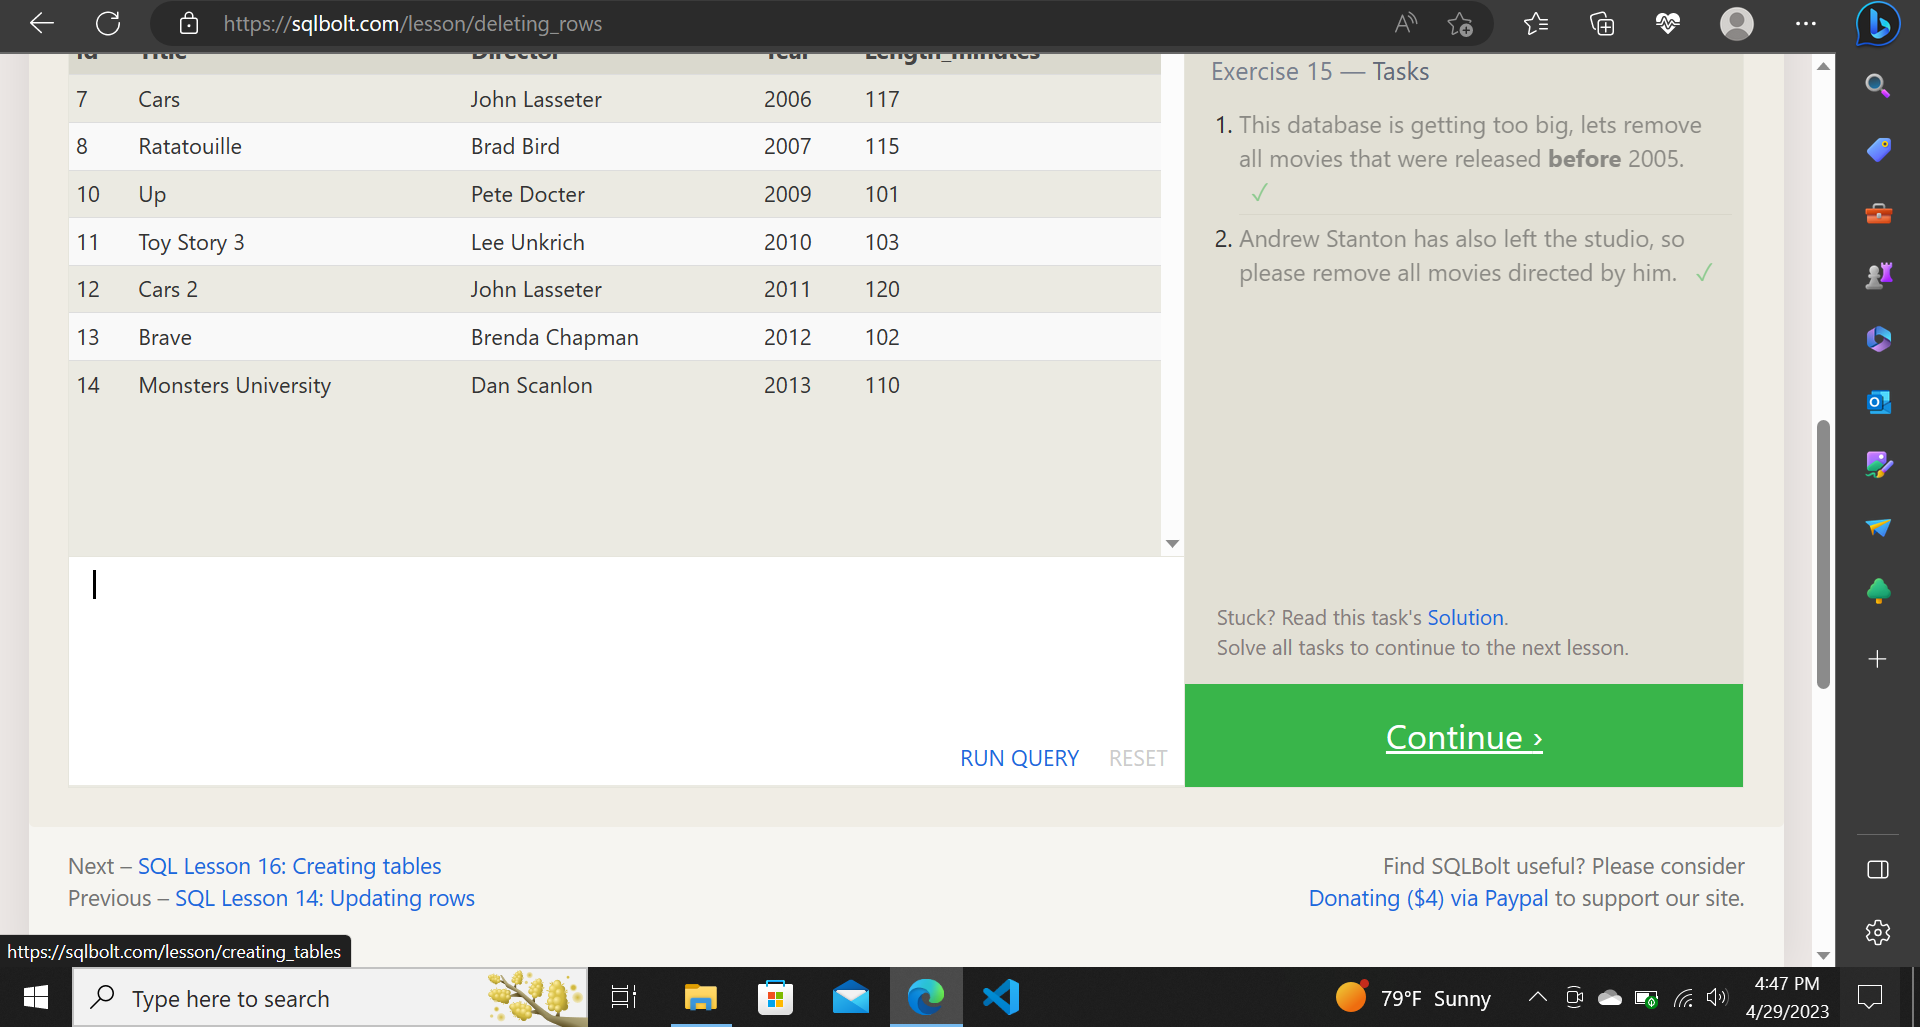 https://sqlbolt.com/lesson/deleting_rows
Id Title Director Year Length_minutes
7 Cars John Lasseter 2006 117
8 Ratatouille Brad Bird 2007 115
10 Up Pete Docter 2009 101
11 Toy Story 3 Lee Unkrich 2010 103
12 Cars 2 John Lasseter 2011 120
13 Brave Brenda Chapman 2012 102
14 Monsters University Dan Scanlon 2013 110
RUN QUERY RESET
Exercise 15 — Tasks
1. This database is getting too big, lets remove
all movies that were released before 2005.
✓
2. Andrew Stanton has also left the studio, so
please remove all movies directed by him. ✓
Stuck? Read this task's Solution.
Solve all tasks to continue to the next lesson.
Continue ›
Next – SQL Lesson 16: Creating tables
Previous – SQL Lesson 14: Updating rows
Find SQLBolt useful? Please consider
Donating ($4) via Paypal to support our site.
https://sqlbolt.com/lesson/creating_tables
Type here to search
79°F Sunny
4:47 PM
4/29/2023